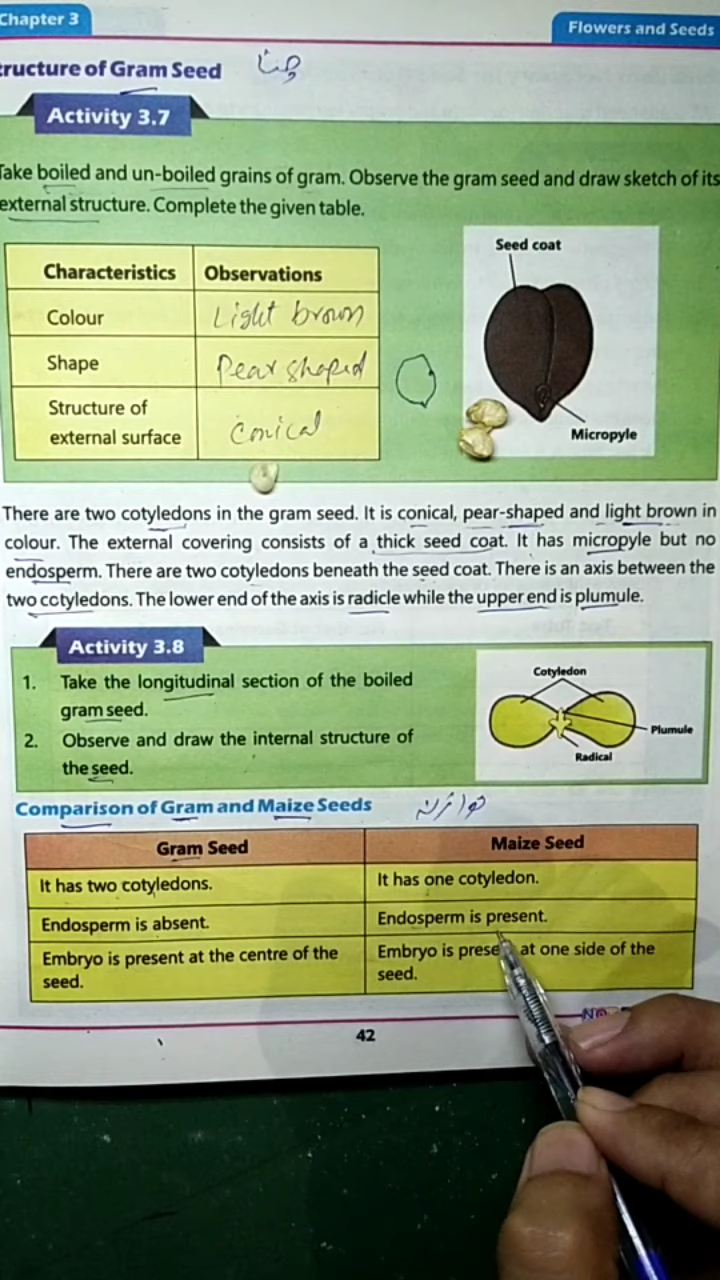 Chapter 3
Flowers and Seeds
tructure of Gram Seed چنا
Activity 3.7
Take boiled and un-boiled grains of gram. Observe the gram seed and draw sketch of its
external structure. Complete the given table.
Characteristics Observations
Colour Light brown
Shape Pear shaped
Structure of
external surface conical
Seed coat
Micropyle
There are two cotyledons in the gram seed. It is conical, pear-shaped and light brown in
colour. The external covering consists of a thick seed coat. It has micropyle but no
endosperm. There are two cotyledons beneath the seed coat. There is an axis between the
two cotyledons. The lower end of the axis is radicle while the upper end is plumule.
Activity 3.8
1. Take the longitudinal section of the boiled
gram seed.
2. Observe and draw the internal structure of
the seed.
Cotyledon
Plumule
Radical
Comparison of Gram and Maize Seeds توازن
Gram Seed Maize Seed
It has two cotyledons. It has one cotyledon.
Endosperm is absent. Endosperm is present.
Embryo is present at the centre of the
seed.
Embryo is prese at one side of the
seed.
42